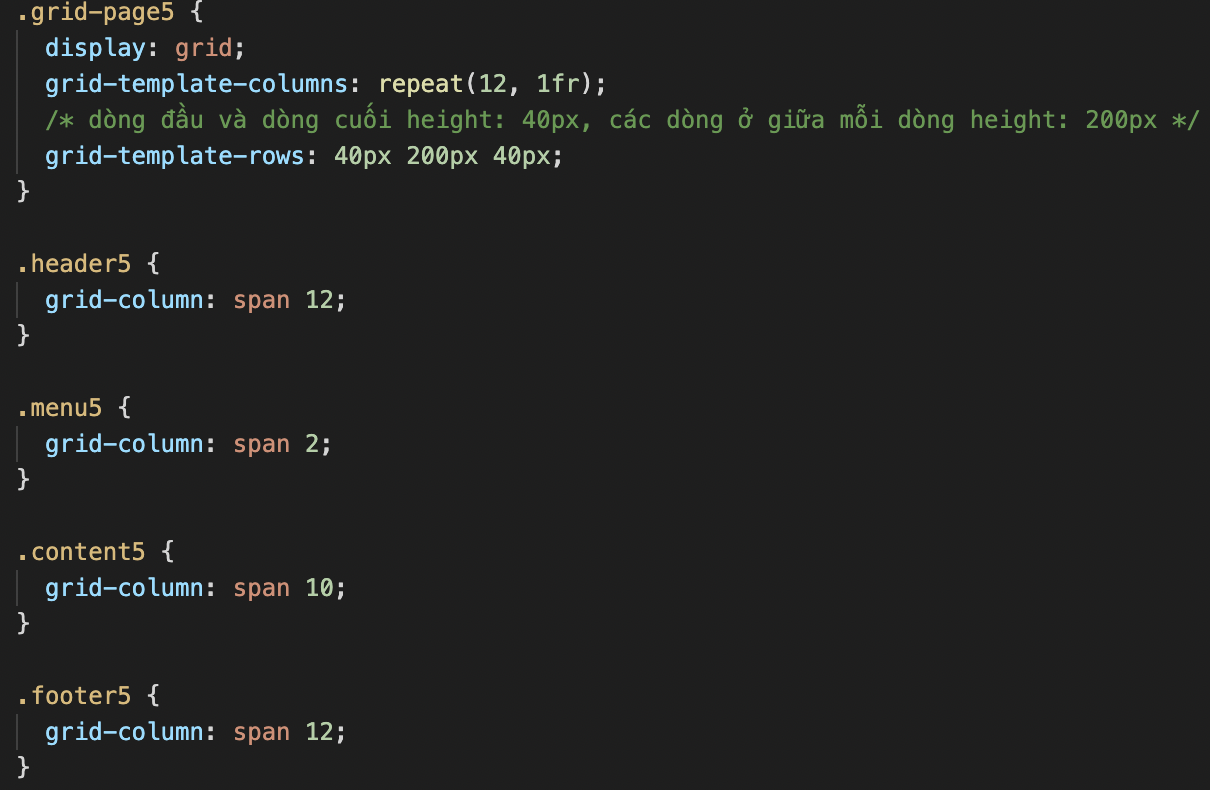 .grid-page5 {
display: grid;
grid-template-columns: repeat(12, 1fr);
/* dòng đầu và dòng cuối height: 40px, các dòng ở giữa mỗi dòng height: 200px */
grid-template-rows: 40px 200px 40px;
}
.header5 {
grid-column: span 12;
}
.menu5 {
grid-column: span 2;
}
.content5 {
grid-column: span 10;
}
.footer5 {
grid-column: span 12;
}